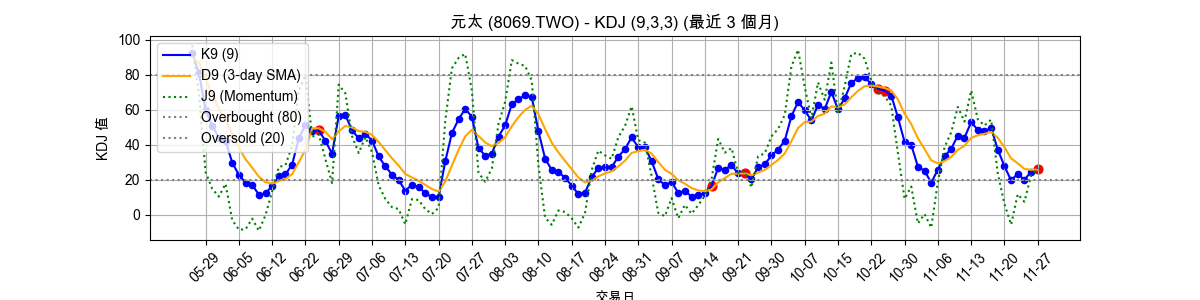 元太 (8069.TWO) - KDJ (9,3,3) (最近 3 個月)
KDJ 值
100
80
60
40
20
0
K9 (9)
D9 (3-day SMA)
J9 (Momentum)
Overbought (80)
Oversold (20)
05-29 06-05 06-12 06-22 06-29 07-06 07-13 07-20 07-27 08-03 08-10 08-17 08-24 08-31 09-07 09-14 09-21 09-30 10-07 10-15 10-22 10-30 11-06 11-13 11-20 11-27
交易日